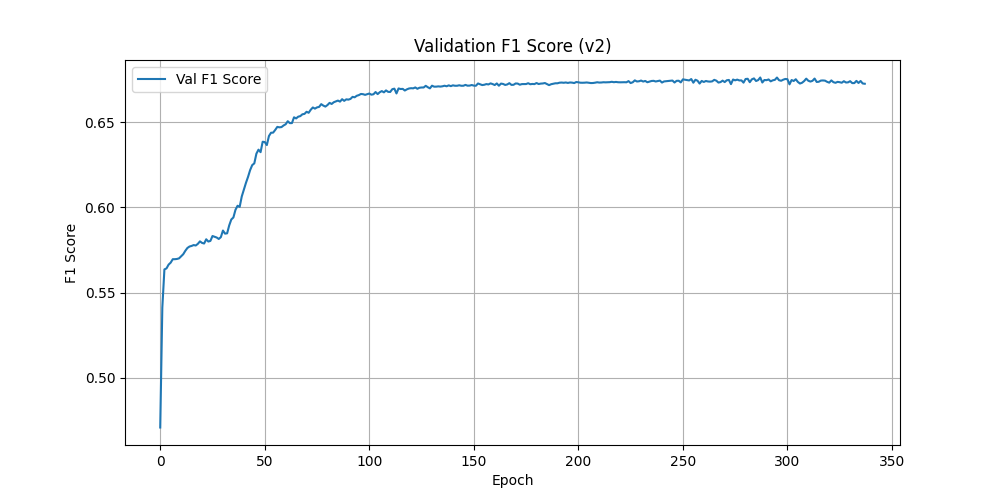 Validation F1 Score (v2)
Val F1 Score
F1 Score
0.65
0.60
0.55
0.50
0 50 100 150 200 250 300 350
Epoch